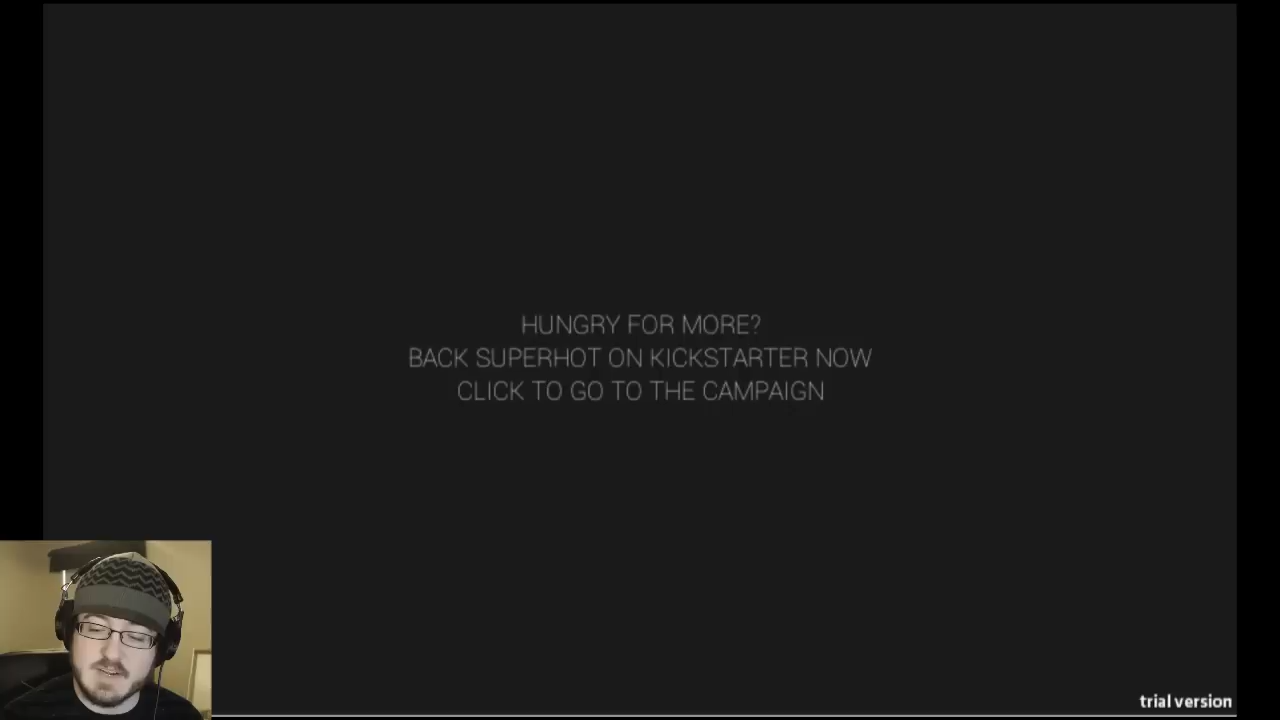 HUNGRY FOR MORE?
BACK SUPERHOT ON KICKSTARTER NOW
CLICK TO GO TO THE CAMPAIGN
trial version